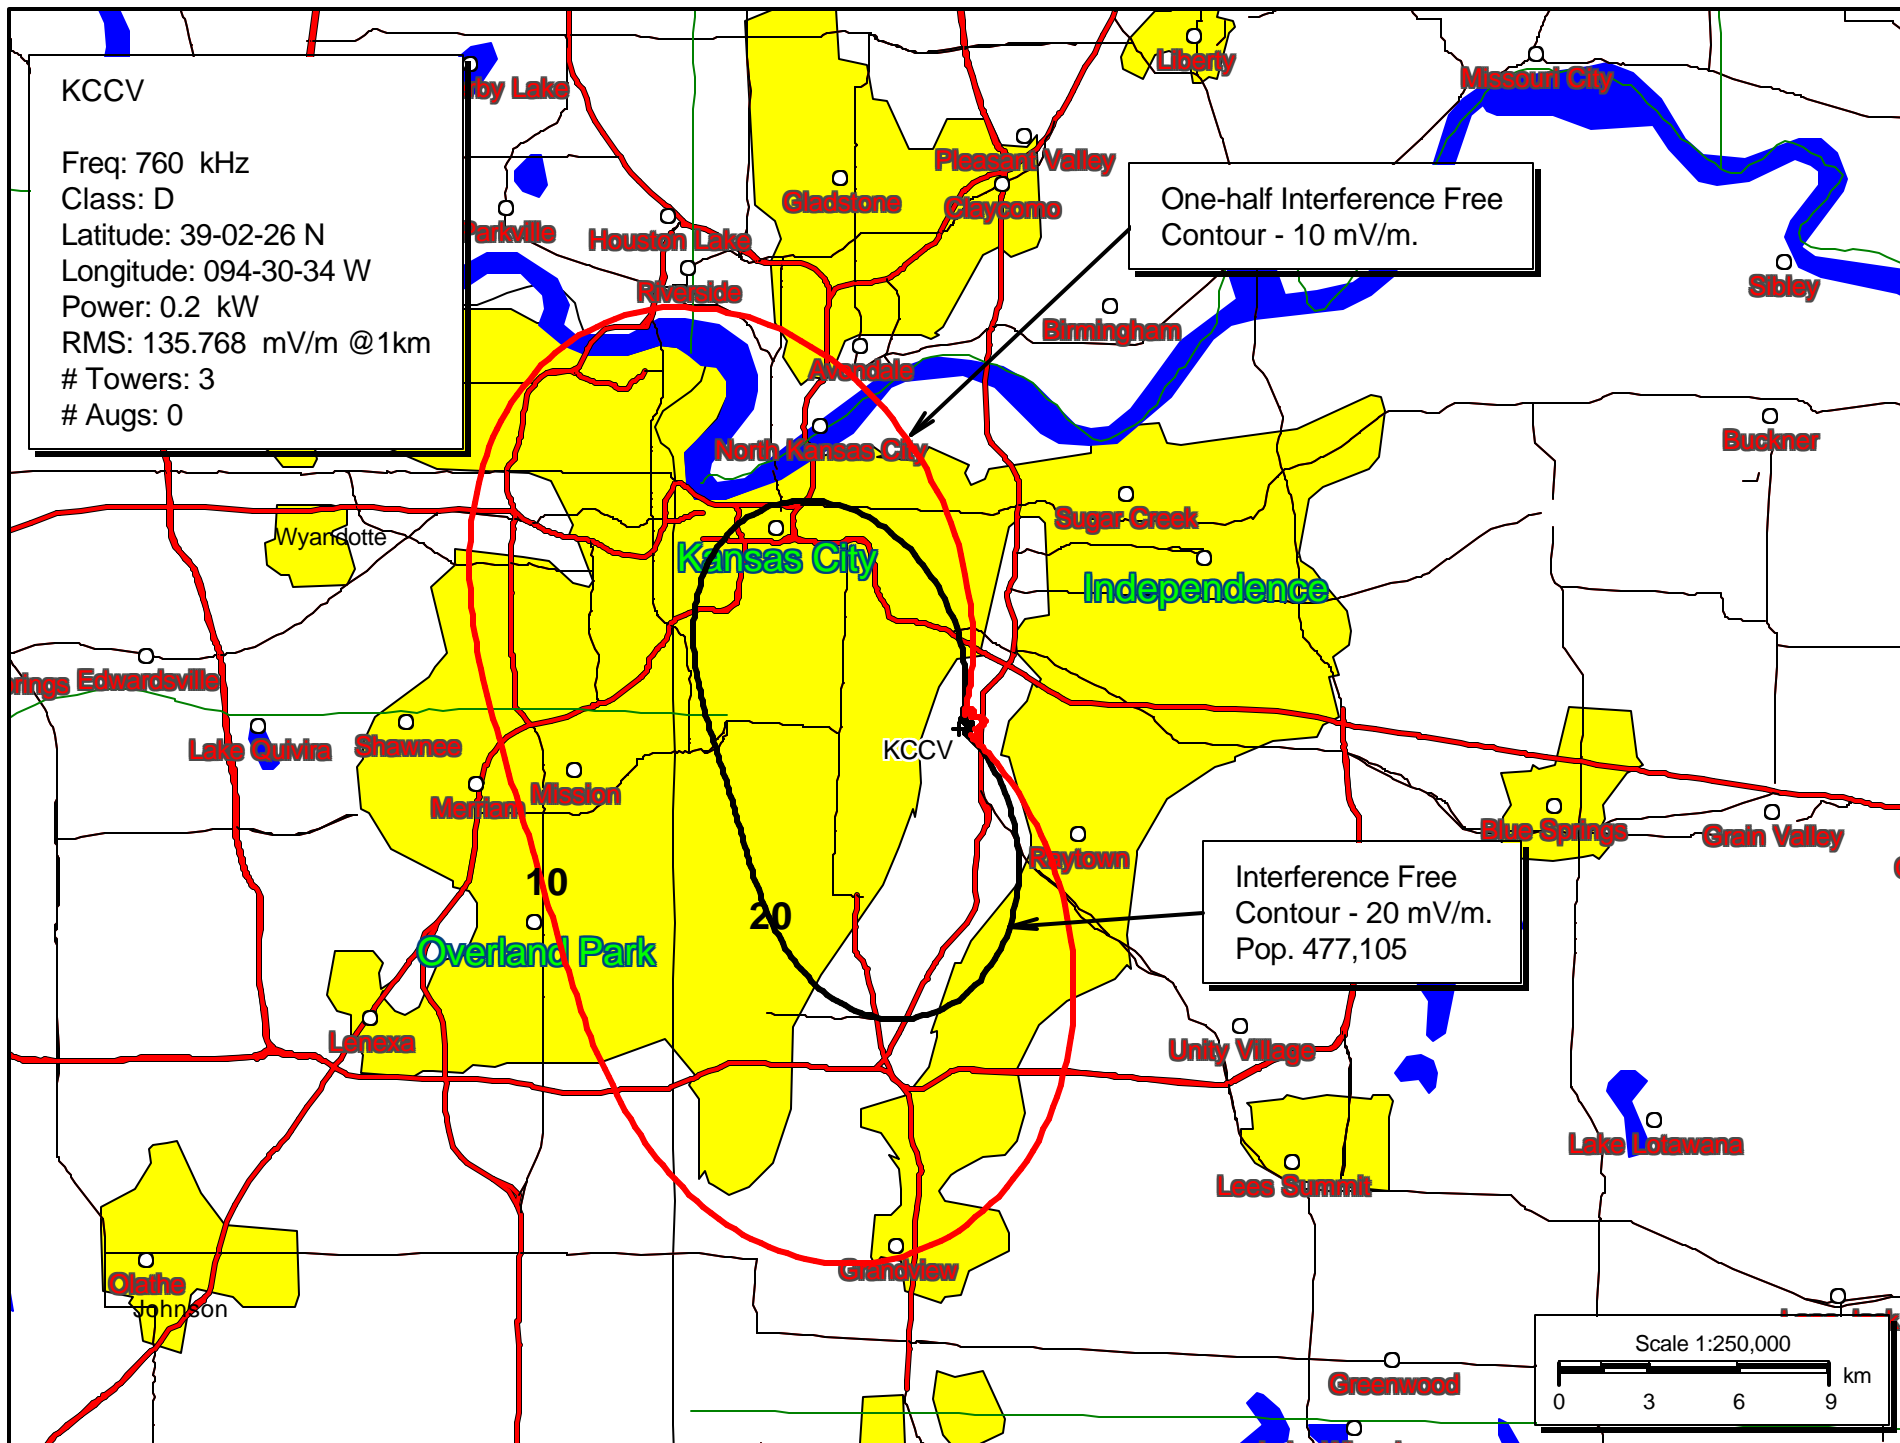 KCCV
Freq: 760 kHz
Class: D
Latitude: 39-02-26 N
Longitude: 094-30-34 W
Power: 0.2 kW
RMS: 135.768 mV/m @1km
# Towers: 3
# Augs: 0
rby Lake
Liberty
Missouri City
Pleasant Valley
Gladstone
Claycomo
Parkville
Houston Lake
One-half Interference Free
Contour - 10 mV/m.
Riverside
Sibley
Birmingham
Avondale
North Kansas City
Buckner
Sugar Creek
Wyandotte
Kansas City
Independence
rings
Edwardsville
Lake Quivira
Shawnee
KCCV
Merriam
Mission
Blue Springs
Grain Valley
Raytown
10
20
Interference Free
Contour - 20 mV/m.
Pop. 477,105
Overland Park
Lenexa
Unity Village
Lake Lotawana
Lees Summit
Grandview
Olathe
Johnson
Greenwood
Scale 1:250,000
km
0 3 6 9